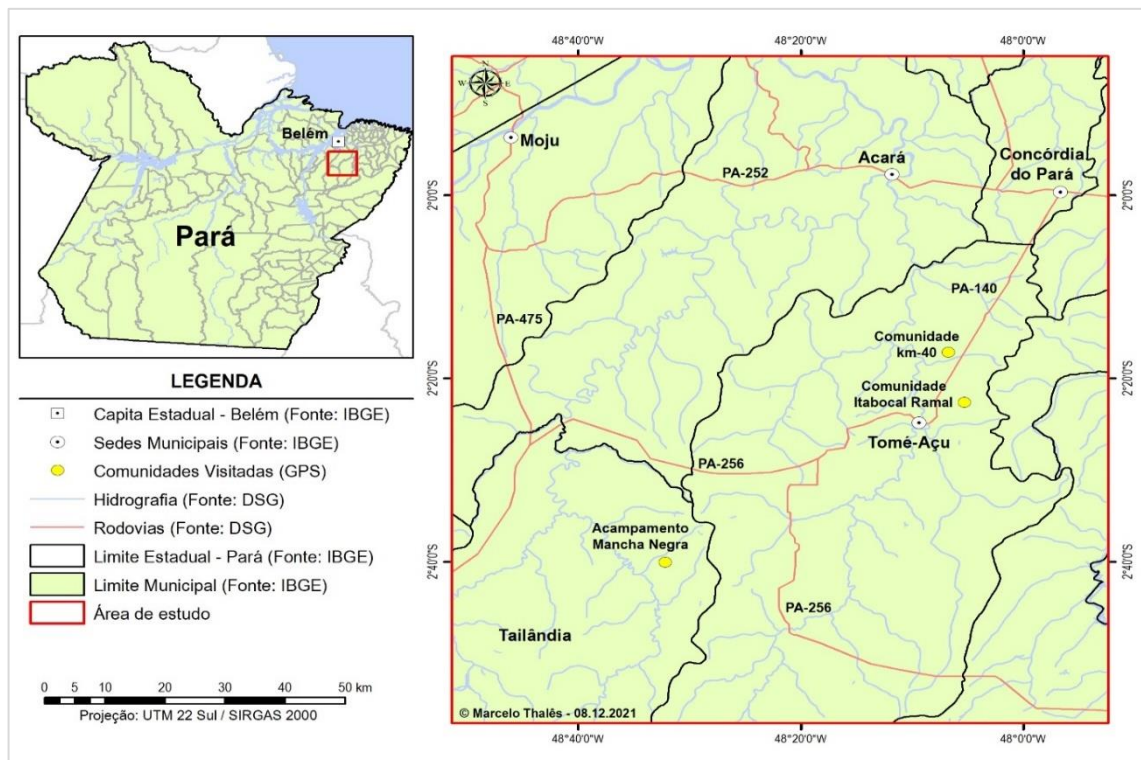 Belém
Pará
LEGENDA
Capita Estadual - Belém (Fonte: IBGE)
Sedes Municipais (Fonte: IBGE)
Comunidades Visitadas (GPS)
Hidrografia (Fonte: DSG)
Rodovias (Fonte: DSG)
Limite Estadual - Pará (Fonte: IBGE)
Limite Municipal (Fonte: IBGE)
Área de estudo
0 5 10 20 30 40 50 km
Projeção: UTM 22 Sul / SIRGAS 2000
48°40'0"W 48°20'0"W 48°0'0"W
N
W E
S
Moju
Acará
Concórdia
do Pará
PA-252
2°0'0"S 2°0'0"S
PA-140
PA-475
Comunidade
km-40
2°20'0"S 2°20'0"S
Comunidade
Itabocal Ramal
Tomé-Açu
PA-256
Acampamento
Mancha Negra
2°40'0"S 2°40'0"S
PA-256
Tailândia
© Marcelo Thalês - 08.12.2021
48°40'0"W 48°20'0"W 48°0'0"W